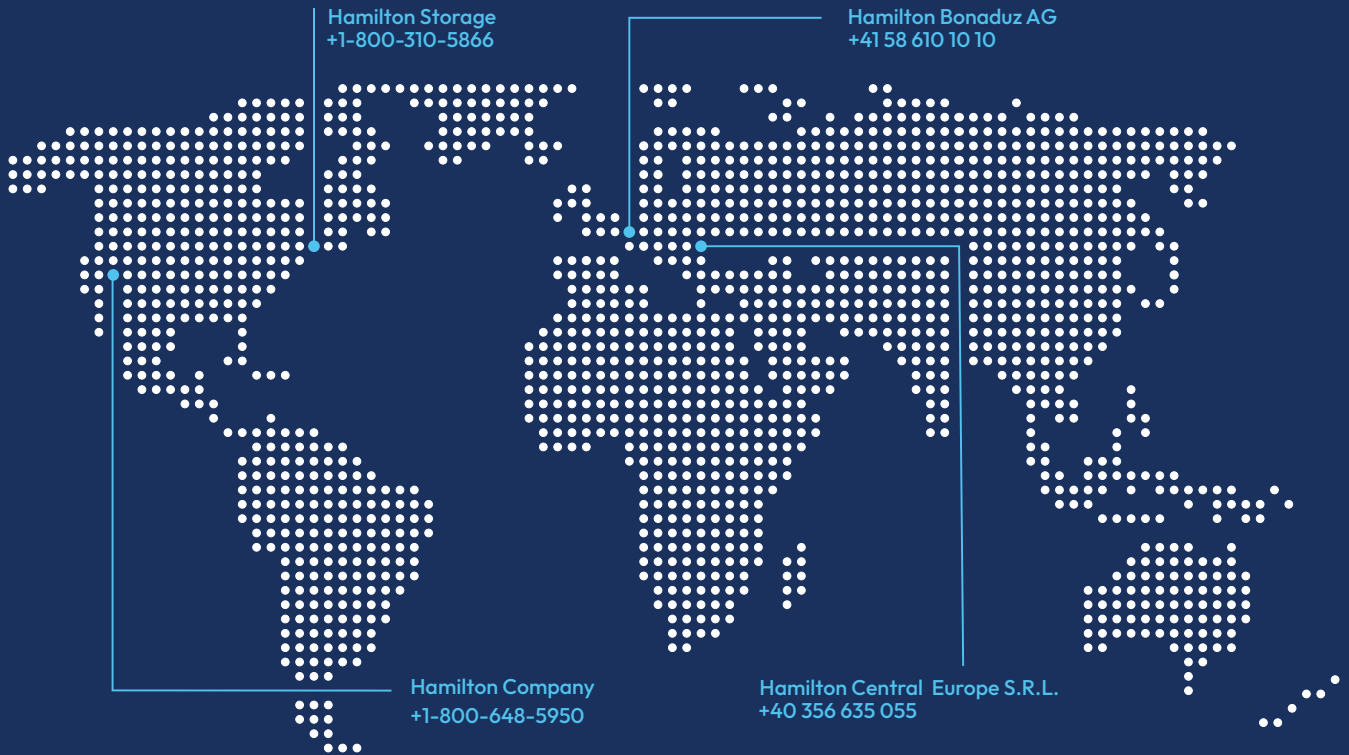 Hamilton Storage
+1-800-310-5866
Hamilton Bonaduz AG
+41 58 610 10 10
Hamilton Company
+1-800-648-5950
Hamilton Central Europe S.R.L.
+40 356 635 055